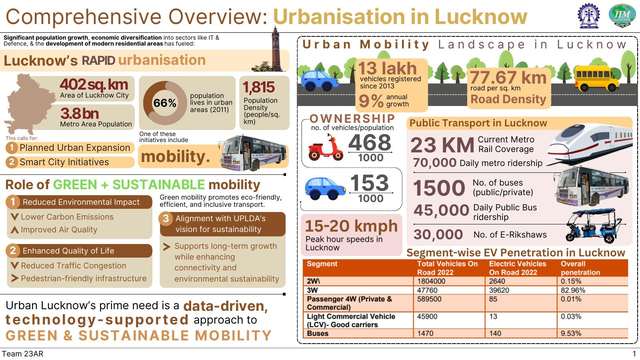 Comprehensive Overview: Urbanisation in Lucknow
Significant population growth, economic diversification into sectors like IT &
Defence, & the development of modern residential areas has fueled:
Lucknow's RAPID urbanisation
402sq.km
Area of Lucknow City
3.8bn
Metro Area Population
66%
population
lives in urban
areas (2011)
1,815
Population
Density
(people/sq.
km)
This calls for:
1 Planned Urban Expansion
2 Smart City Initiatives
One of these
initiatives include
mobility.
Role of GREEN + SUSTAINABLE mobility
1 Reduced Environmental Impact
Lower Carbon Emissions
Improved Air Quality
2 Enhanced Quality of Life
Reduced Traffic Congestion
Pedestrian-friendly infrastructure
Green mobility promotes eco-friendly,
efficient, and inclusive transport.
3 Alignment with UPLDA's
vision for sustainability
Supports long-term growth
while enhancing
connectivity and
environmental sustainability
Urban Lucknow's prime need is a data-driven,
technology-supported approach to
GREEN & SUSTAINABLE MOBILITY
Team 23AR
Urban Mobility Landscape in Lucknow
13 lakh
vehicles registered
since 2013
9% annual
growth
77.67 km
road per sq. km
Road Density
OWNERSHIP
no. of vehicles/population
468
1000
153
1000
15-20 kmph
Peak hour speeds in
Lucknow
Public Transport in Lucknow
23 KM Current Metro
Rail Coverage
70,000 Daily metro ridership
1500 No. of buses
(public/private)
45,000 Daily Public Bus
ridership
30,000 No. of E-Rikshaws
Segment-wise EV Penetration in Lucknow
Segment Total Vehicles On Road 2022 Electric Vehicles On Road 2022 Overall penetration
2W\ 1804000 2640 0.15%
3W 47760 39620 82.96%
Passenger 4W (Private & Commercial) 589500 85 0.01%
Light Commercial Vehicle (LCV)- Good carriers 45900 13 0.03%
Buses 1470 140 9.53%
1